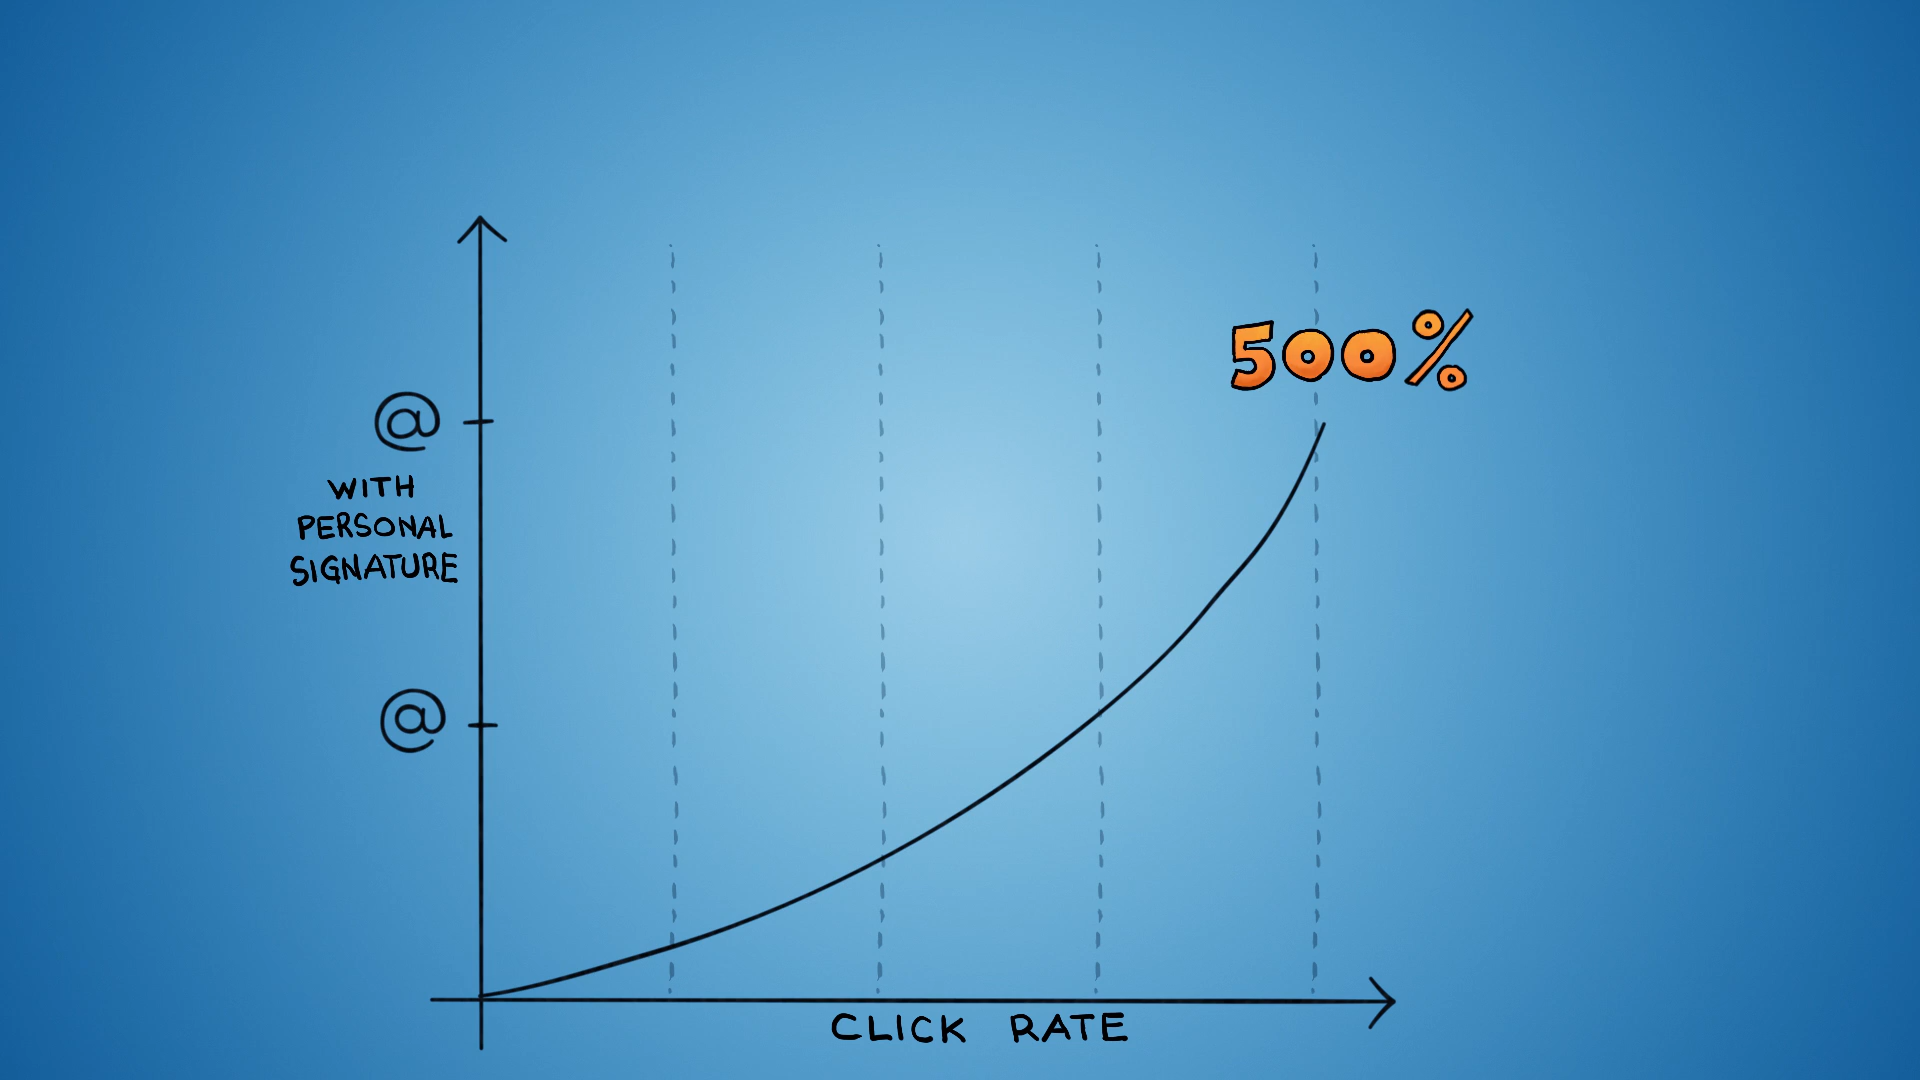 500%
@
WITH
PERSONAL
SIGNATURE
@
CLICK RATE